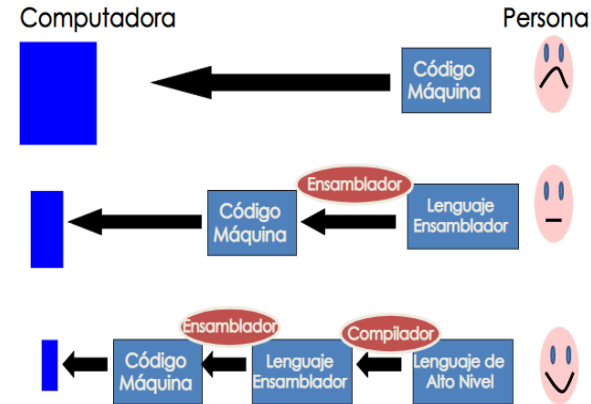 Computadora
Persona
Código
Máquina
Ensamblador
Código
Máquina
Lenguaje
Ensamblador
Ensamblador
Compilador
Código
Máquina
Lenguaje
Ensamblador
Lenguaje de
Alto Nivel